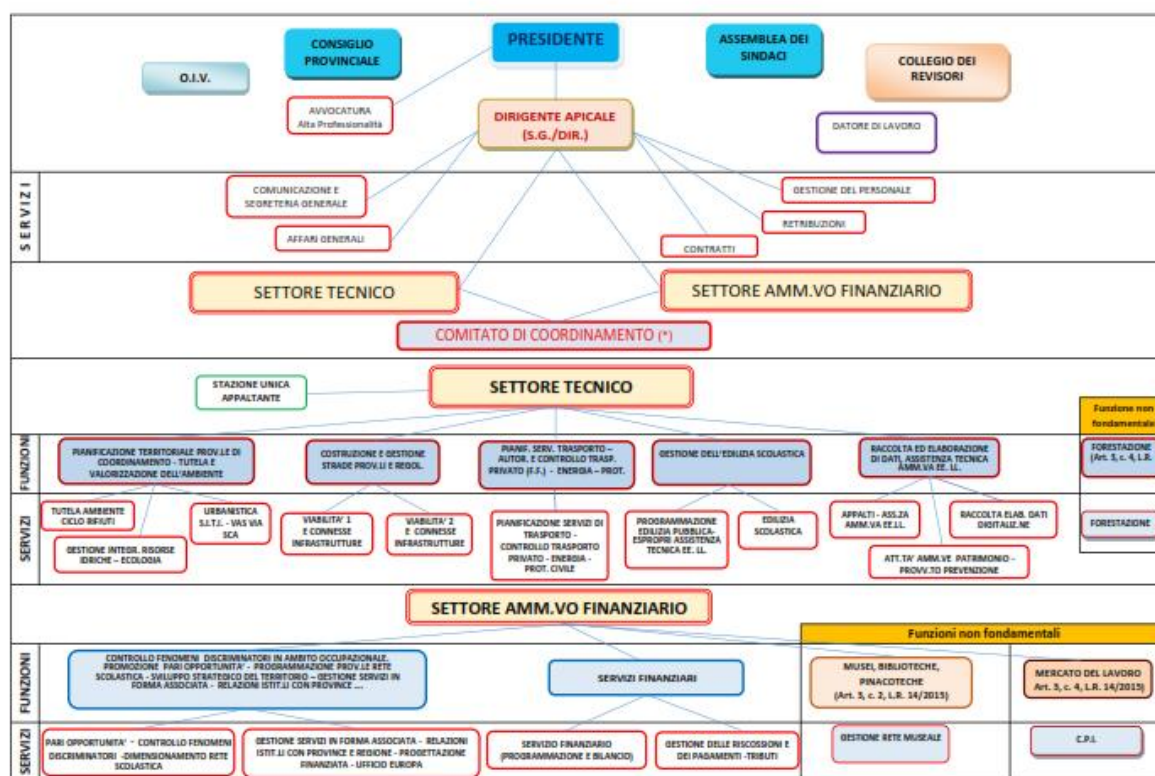 PRESIDENTE
CONSIGLIO
PROVINCIALE
ASSEMBLEA DEI
SINDACI
O.I.V.
COLLEGIO DEI
REVISORI
AVVOCATURA
Alta Professionalità
DIRIGENTE APICALE
(S.G./DIR.)
DATORE DI LAVORO
SERVIZI
COMUNICAZIONE E
SEGRETERIA GENERALE
GESTIONE DEL PERSONALE
AFFARI GENERALI
RETRIBUZIONI
CONTRATTI
SETTORE TECNICO
SETTORE AMM.VO FINANZIARIO
COMITATO DI COORDINAMENTO (*)
STAZIONE UNICA
APPALTANTE
SETTORE TECNICO
Funzione non
fondamentale
FUNZIONI
PIANIFICAZIONE TERRITORIALE PROV.LE DI
COORDINAMENTO - TUTELA E
VALORIZZAZIONE DELL'AMBIENTE
COSTRUZIONE E GESTIONE
STRADE PROV.LI E REGOL.
PIANIF. SERV. TRASPORTO –
AUTOR. E CONTROLLO TRASP.
PRIVATO (F.F.) - ENERGIA – PROT.
GESTIONE DELL'EDILIZIA SCOLASTICA
RACCOLTA ED ELABORAZIONE
DI DATI, ASSISTENZA TECNICA
AMM.VA EE. LL.
FORESTAZIONE
(Art. 3, c. 4, L.R.
SERVIZI
TUTELA AMBIENTE
CICLO RIFIUTI
URBANISTICA
S.I.T.I. - VAS VIA
SCA
GESTIONE INTEGR. RISORSE
IDRICHE – ECOLOGIA
VIABILITA' 1
E CONNESSE
INFRASTRUTTURE
VIABILITA' 2
E CONNESSE
INFRASTRUTTURE
PIANIFICAZIONE SERVIZI DI
TRASPORTO -
CONTROLLO TRASPORTO
PRIVATO - ENERGIA -
PROT. CIVILE
PROGRAMMAZIONE
EDILIZIA PUBBLICA-
ESPROPRI ASSISTENZA
TECNICA EE. LL.
EDILIZIA
SCOLASTICA
APPALTI - ASS.ZA
AMM.VA EE.LL.
RACCOLTA ELAB. DATI
DIGITALIZ.NE
ATT.TA' AMM.VE PATRIMONIO -
PROVV.TO PREVENZIONE
FORESTAZIONE
SETTORE AMM.VO FINANZIARIO
Funzioni non fondamentali
FUNZIONI
CONTROLLO FENOMENI DISCRIMINATORI IN AMBITO OCCUPAZIONALE.
PROMOZIONE PARI OPPORTUNITA' - PROGRAMMAZIONE PROV.LE RETE
SCOLASTICA - SVILUPPO STRATEGICO DEL TERRITORIO – GESTIONE SERVIZI IN
FORMA ASSOCIATA - RELAZIONI ISTIT.LI CON PROVINCE ....
SERVIZI FINANZIARI
MUSEI, BIBLIOTECHE,
PINACOTECHE
(Art. 3, c. 2, L.R. 14/2015)
MERCATO DEL LAVORO
Art. 3, c. 4, L.R. 14/2015)
SERVIZI
PARI OPPORTUNITA' - CONTROLLO FENOMENI
DISCRIMINATORI -DIMENSIONAMENTO RETE
SCOLASTICA
GESTIONE SERVIZI IN FORMA ASSOCIATA - RELAZIONI
ISTIT.LI CON PROVINCE E REGIONE - PROGETTAZIONE
FINANZIATA - UFFICIO EUROPA
SERVIZIO FINANZIARIO
(PROGRAMMAZIONE E BILANCIO)
GESTIONE DELLE RISCOSSIONI E
DEI PAGAMENTI -TRIBUTI
GESTIONE RETE MUSEALE
C.P.I.